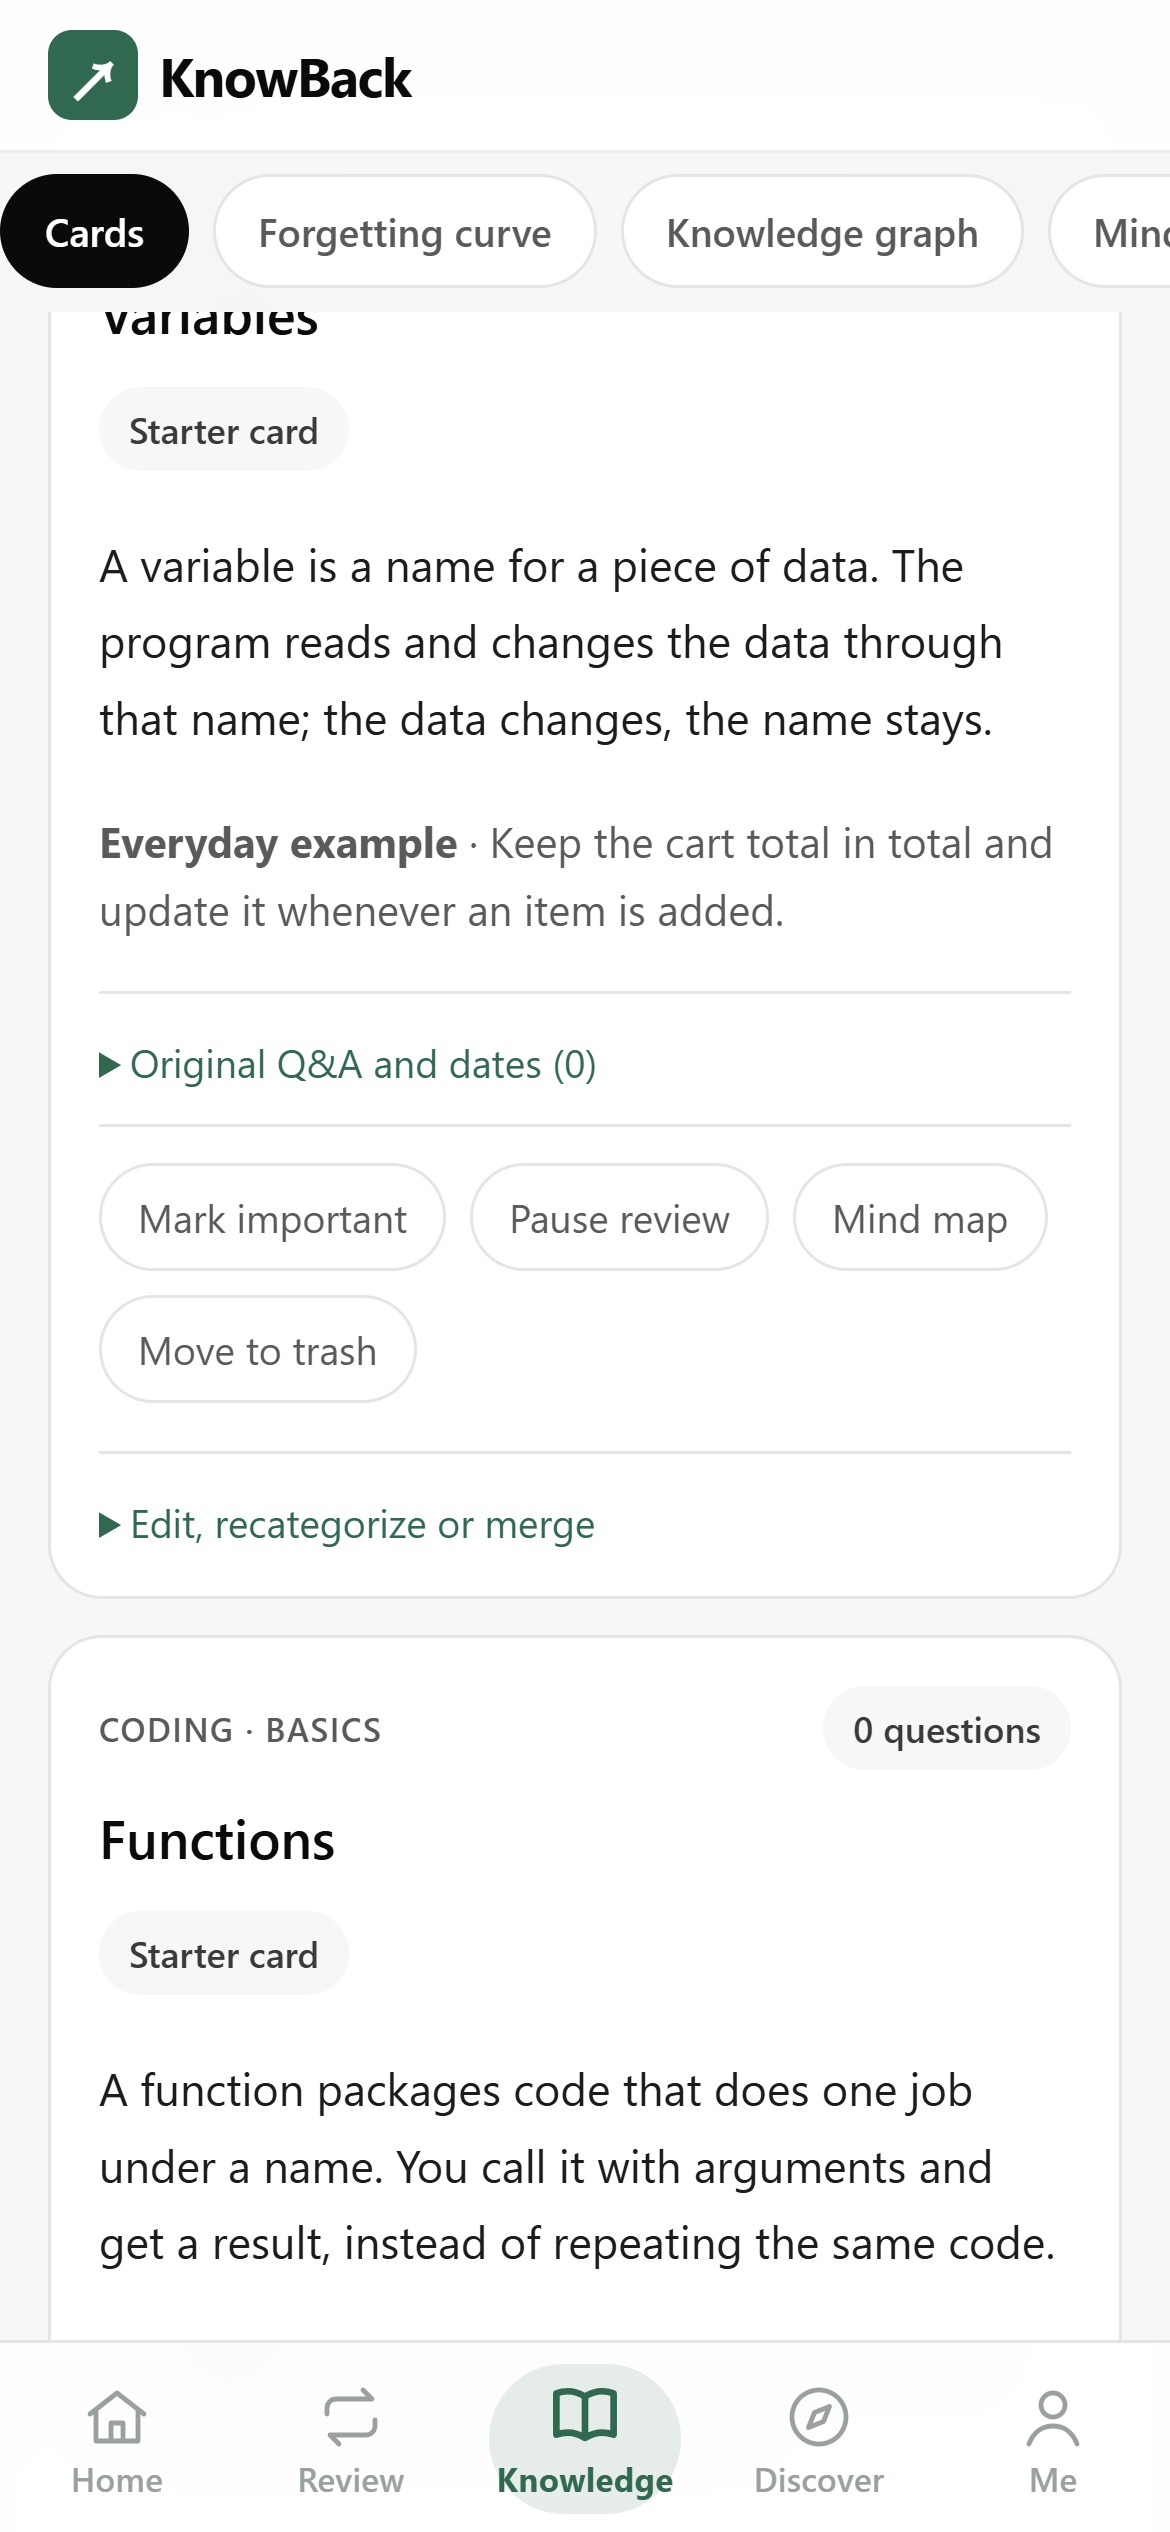 KnowBack
Cards
Forgetting curve
Knowledge graph
Variables
Starter card
A variable is a name for a piece of data. The
program reads and changes the data through
that name; the data changes, the name stays.
Everyday example · Keep the cart total in total and
update it whenever an item is added.
Original Q&A and dates (0)
Mark important
Pause review
Mind map
Move to trash
Edit, recategorize or merge
CODING · BASICS
0 questions
Functions
Starter card
A function packages code that does one job
under a name. You call it with arguments and
get a result, instead of repeating the same code.
Home
Review
Knowledge
Discover
Me